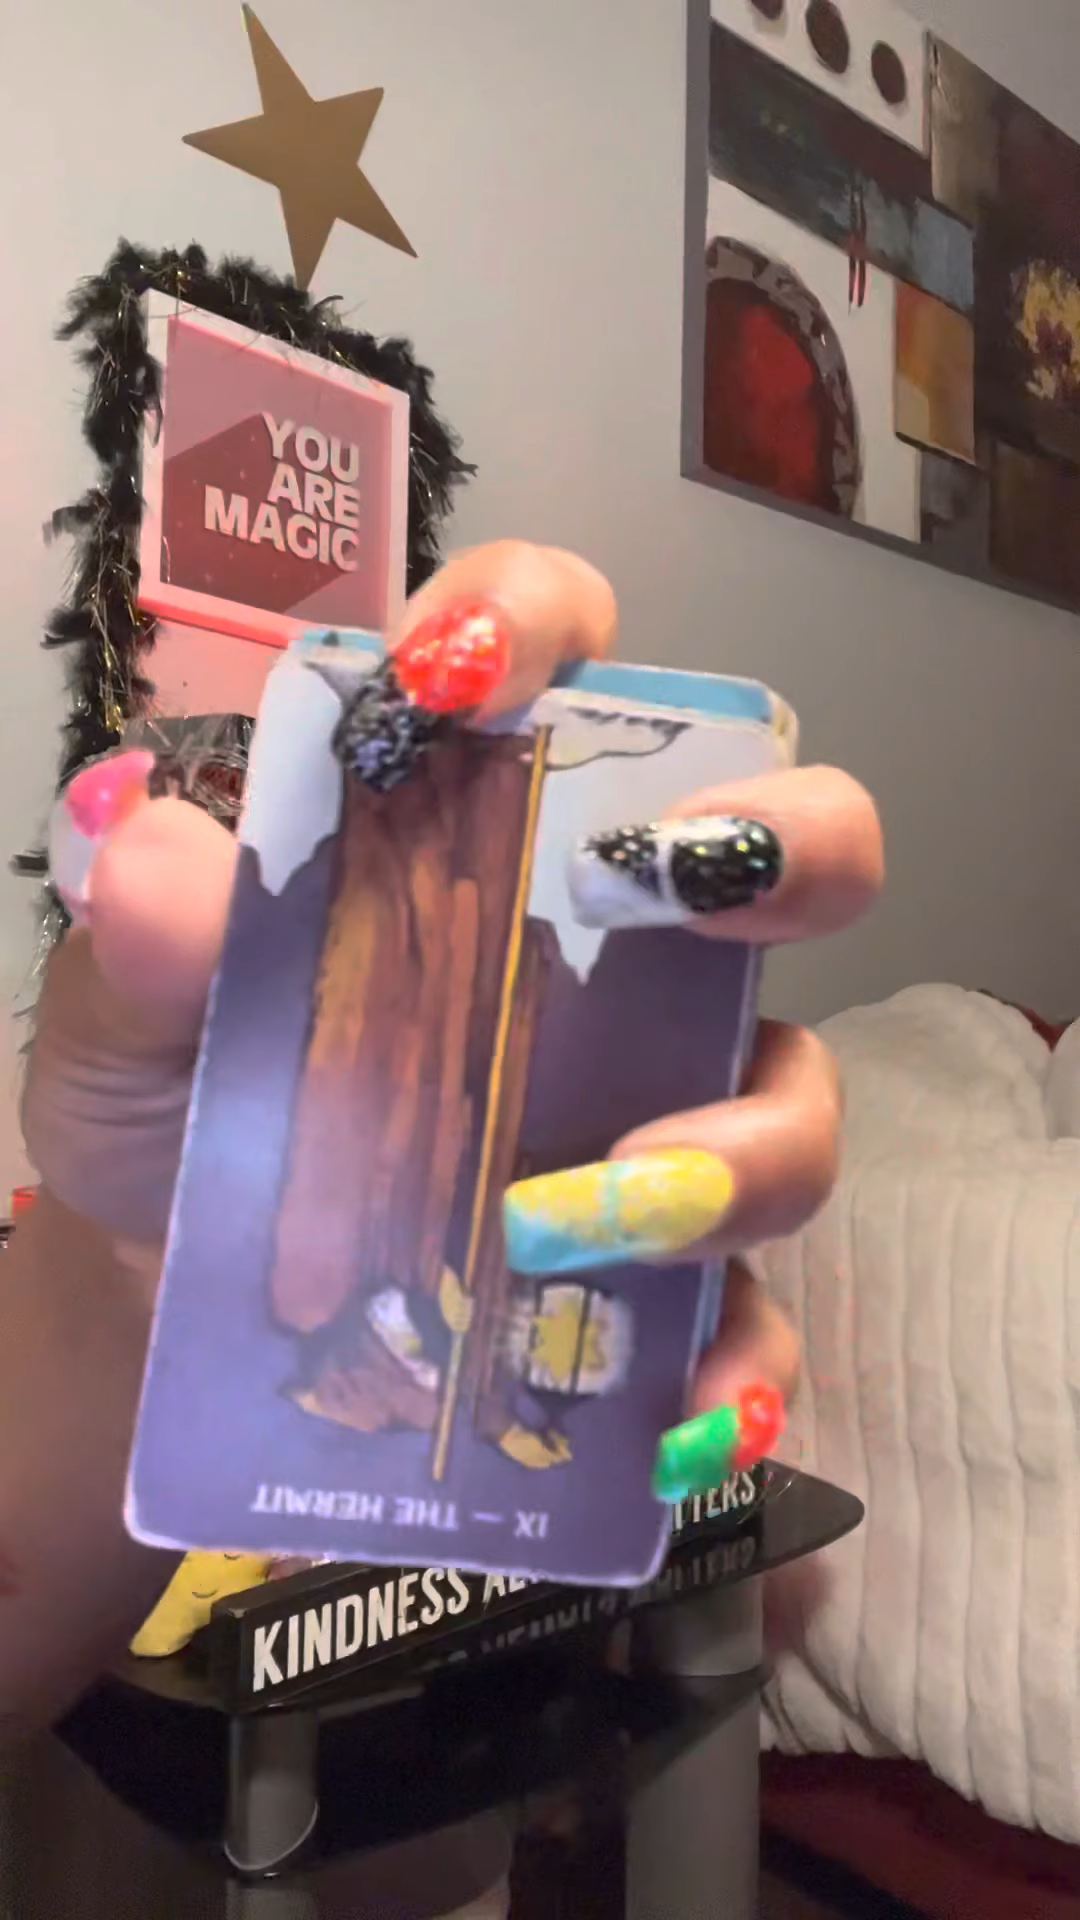 YOU
ARE
MAGIC
IX — THE HERMIT
KINDNESS